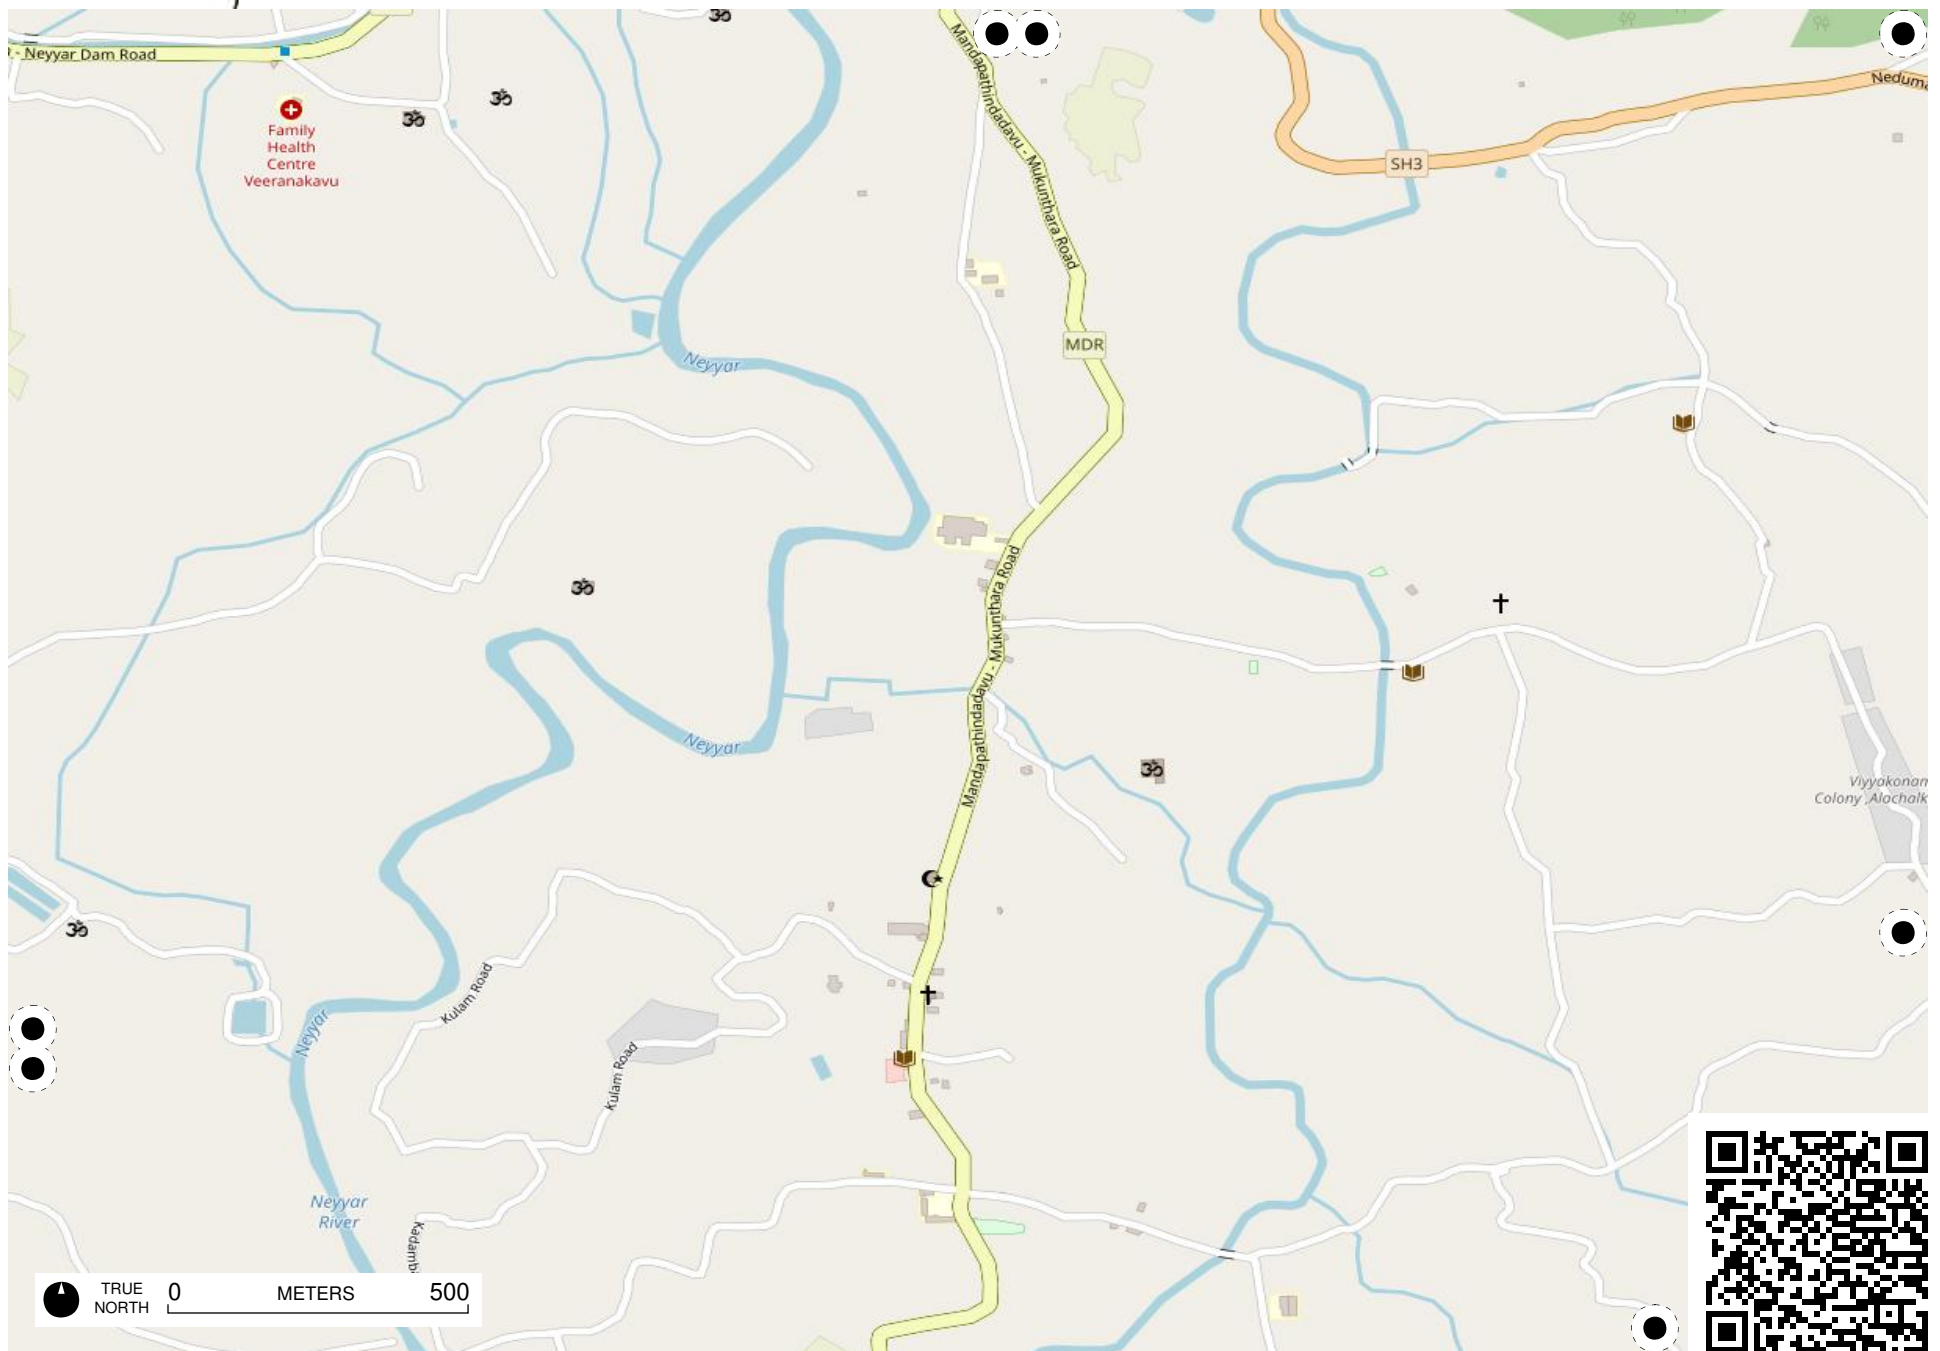 - Neyyar Dam Road
Mandapathindadavu - Mukunthara Road
SH3
Family
Health
Centre
Veeranakavu
MDR
Neyyar
Mandapathindadavu - Mukunthara Road
Neyyar
Colony ,Alachalk
Kulam Road
Neyyar
Kulam Road
Neyyar
River
TRUE
NORTH
0 METERS 500